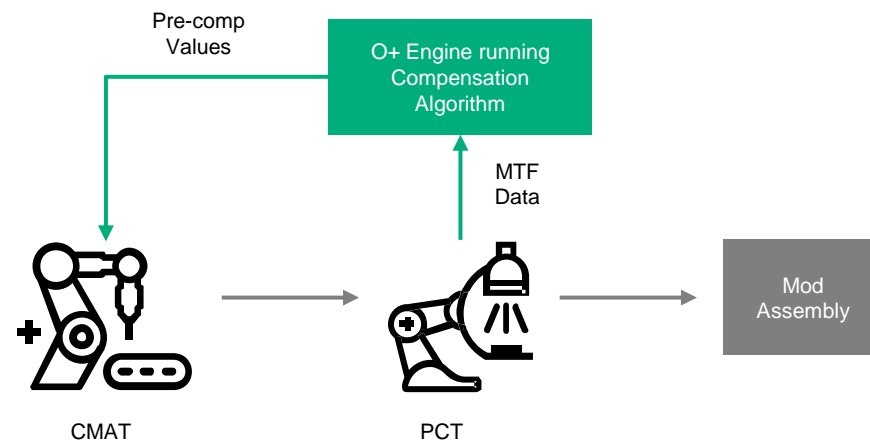 Pre-comp
Values
O+ Engine running
Compensation
Algorithm
MTF
Data
Mod
Assembly
CMAT
PCT